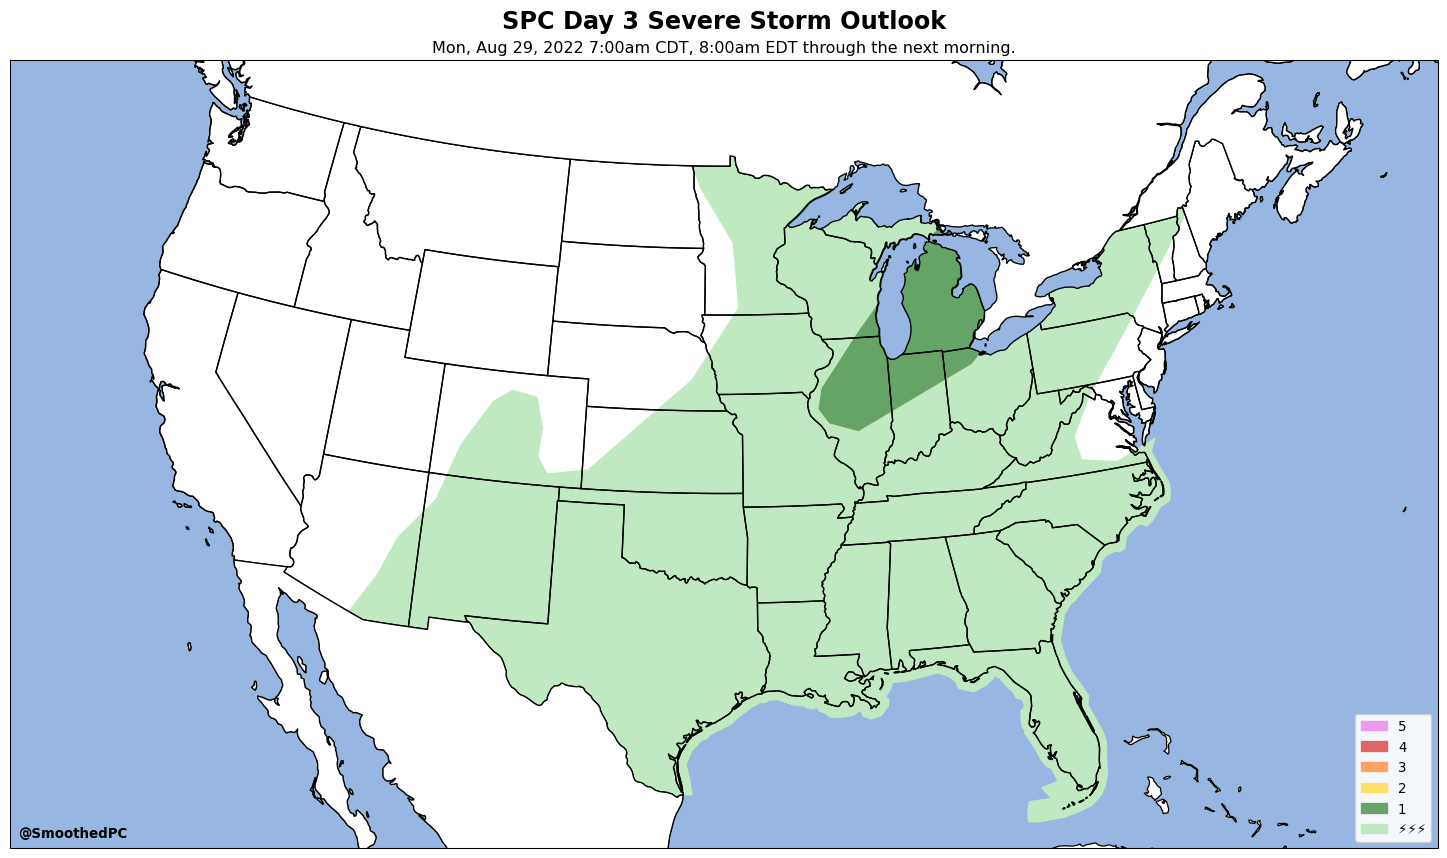 SPC Day 3 Severe Storm Outlook
Mon, Aug 29, 2022 7:00am CDT, 8:00am EDT through the next morning.
5
4
3
2
1
⚡⚡⚡
@SmoothedPC